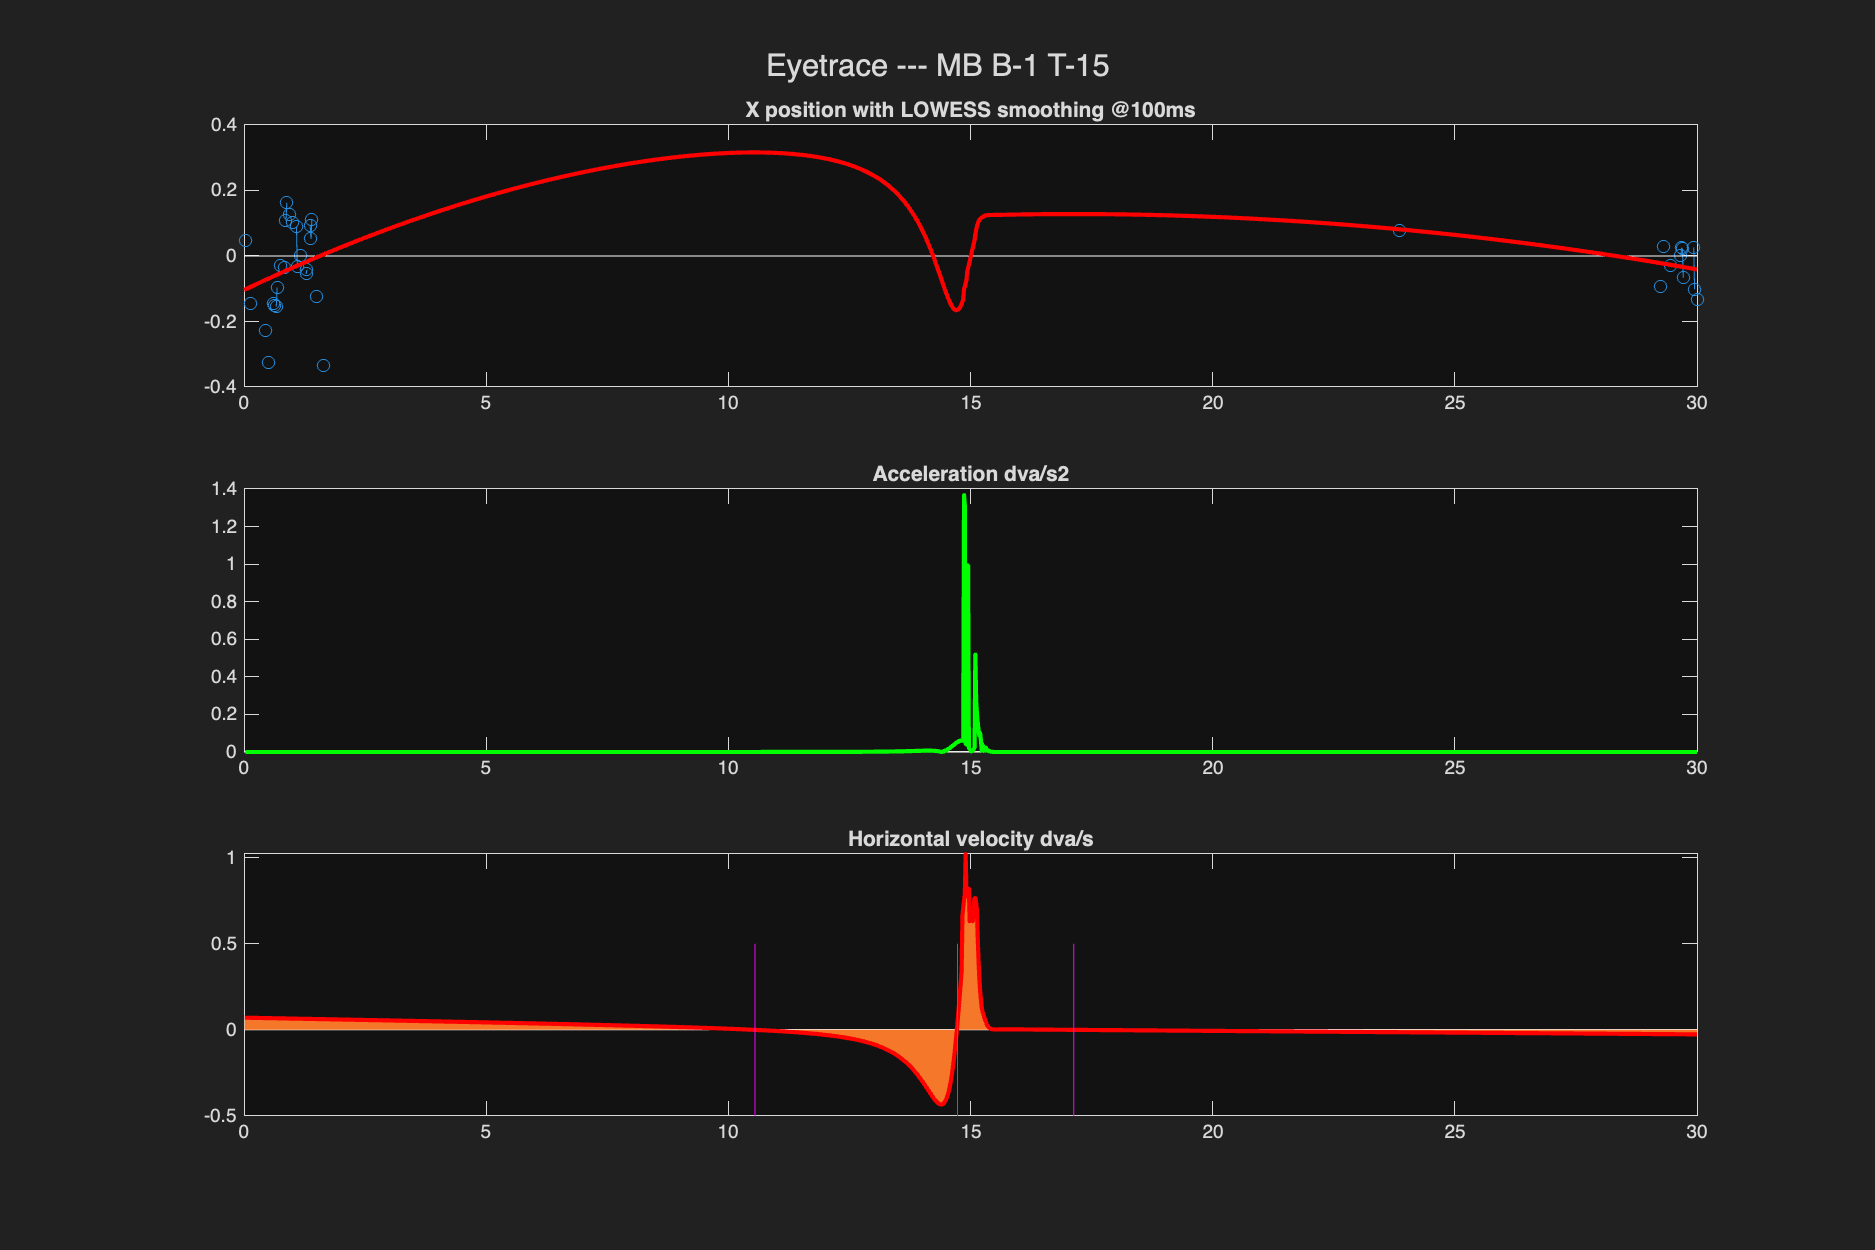 Eyetrace --- MB B-1 T-15
X position with LOWESS smoothing @100ms
0.4
0.2
0
-0.2
-0.4
0 5 10 15 20 25 30
Acceleration dva/s2
1.4
1.2
1
0.8
0.6
0.4
0.2
0
0 5 10 15 20 25 30
Horizontal velocity dva/s
1
0.5
0
-0.5
0 5 10 15 20 25 30